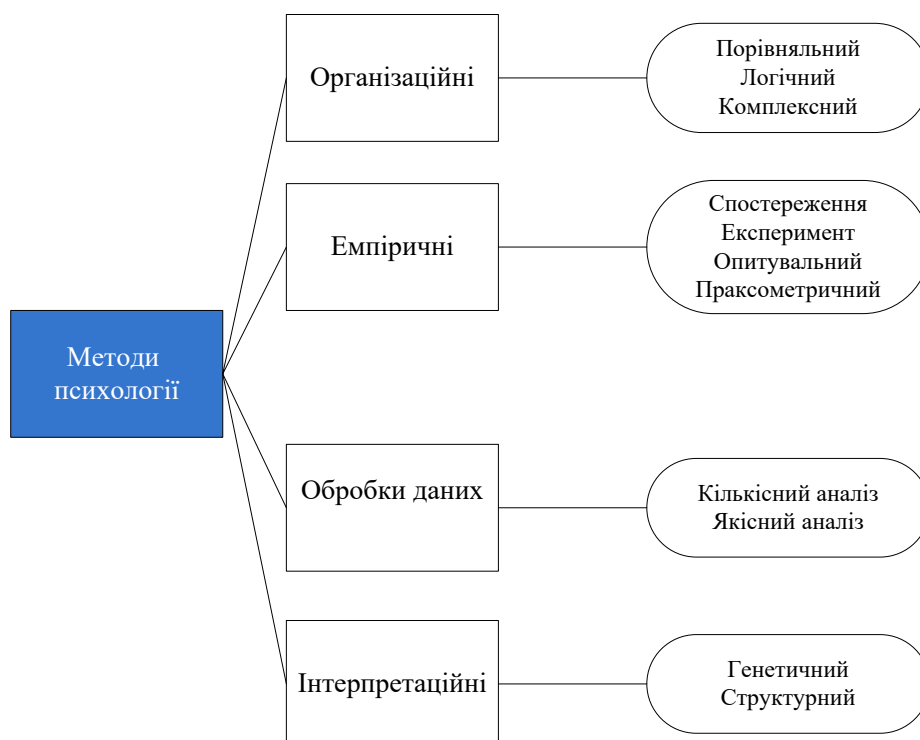 Організаційні
Порівняльний
Логічний
Комплексний
Емпіричні
Спостереження
Експеримент
Опитувальний
Праксометричний
Методи
психології
Обробки даних
Кількісний аналіз
Якісний аналіз
Інтерпретаційні
Генетичний
Структурний